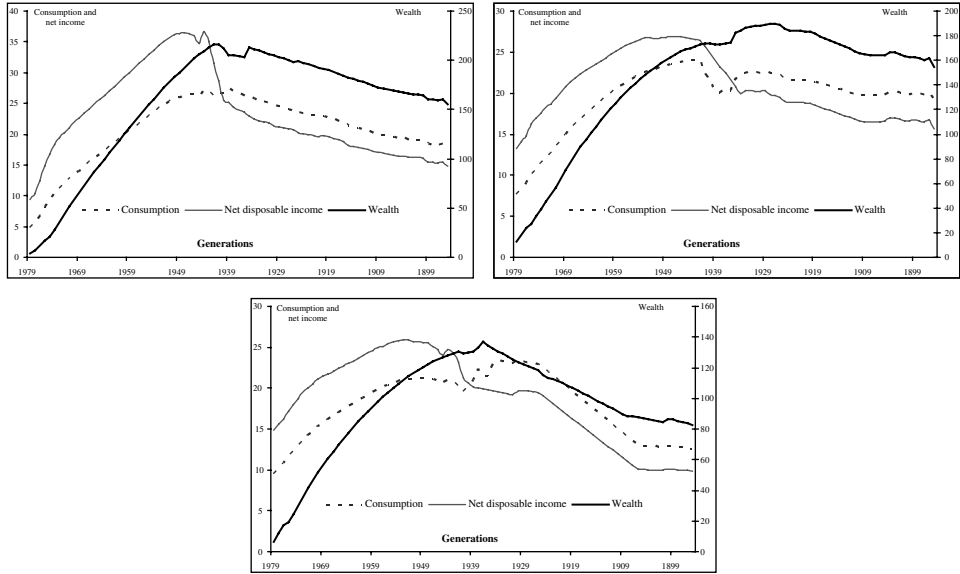 Consumption and
net income
Wealth
40
35
30
25
20
15
10
5
0
250
200
150
100
50
0
Consumption Net disposable income Wealth
Generations
1979 1969 1959 1949 1939 1929 1919 1909 1899
Consumption and
net income
Wealth
30
25
20
15
10
5
0
200
180
160
140
120
100
80
60
40
20
0
Consumption Net disposable income Wealth
Generations
1979 1969 1959 1949 1939 1929 1919 1909 1899
Consumption and
net income
Wealth
30
25
20
15
10
5
0
160
140
120
100
80
60
40
20
0
Consumption Net disposable income Wealth
Generations
1979 1969 1959 1949 1939 1929 1919 1909 1899